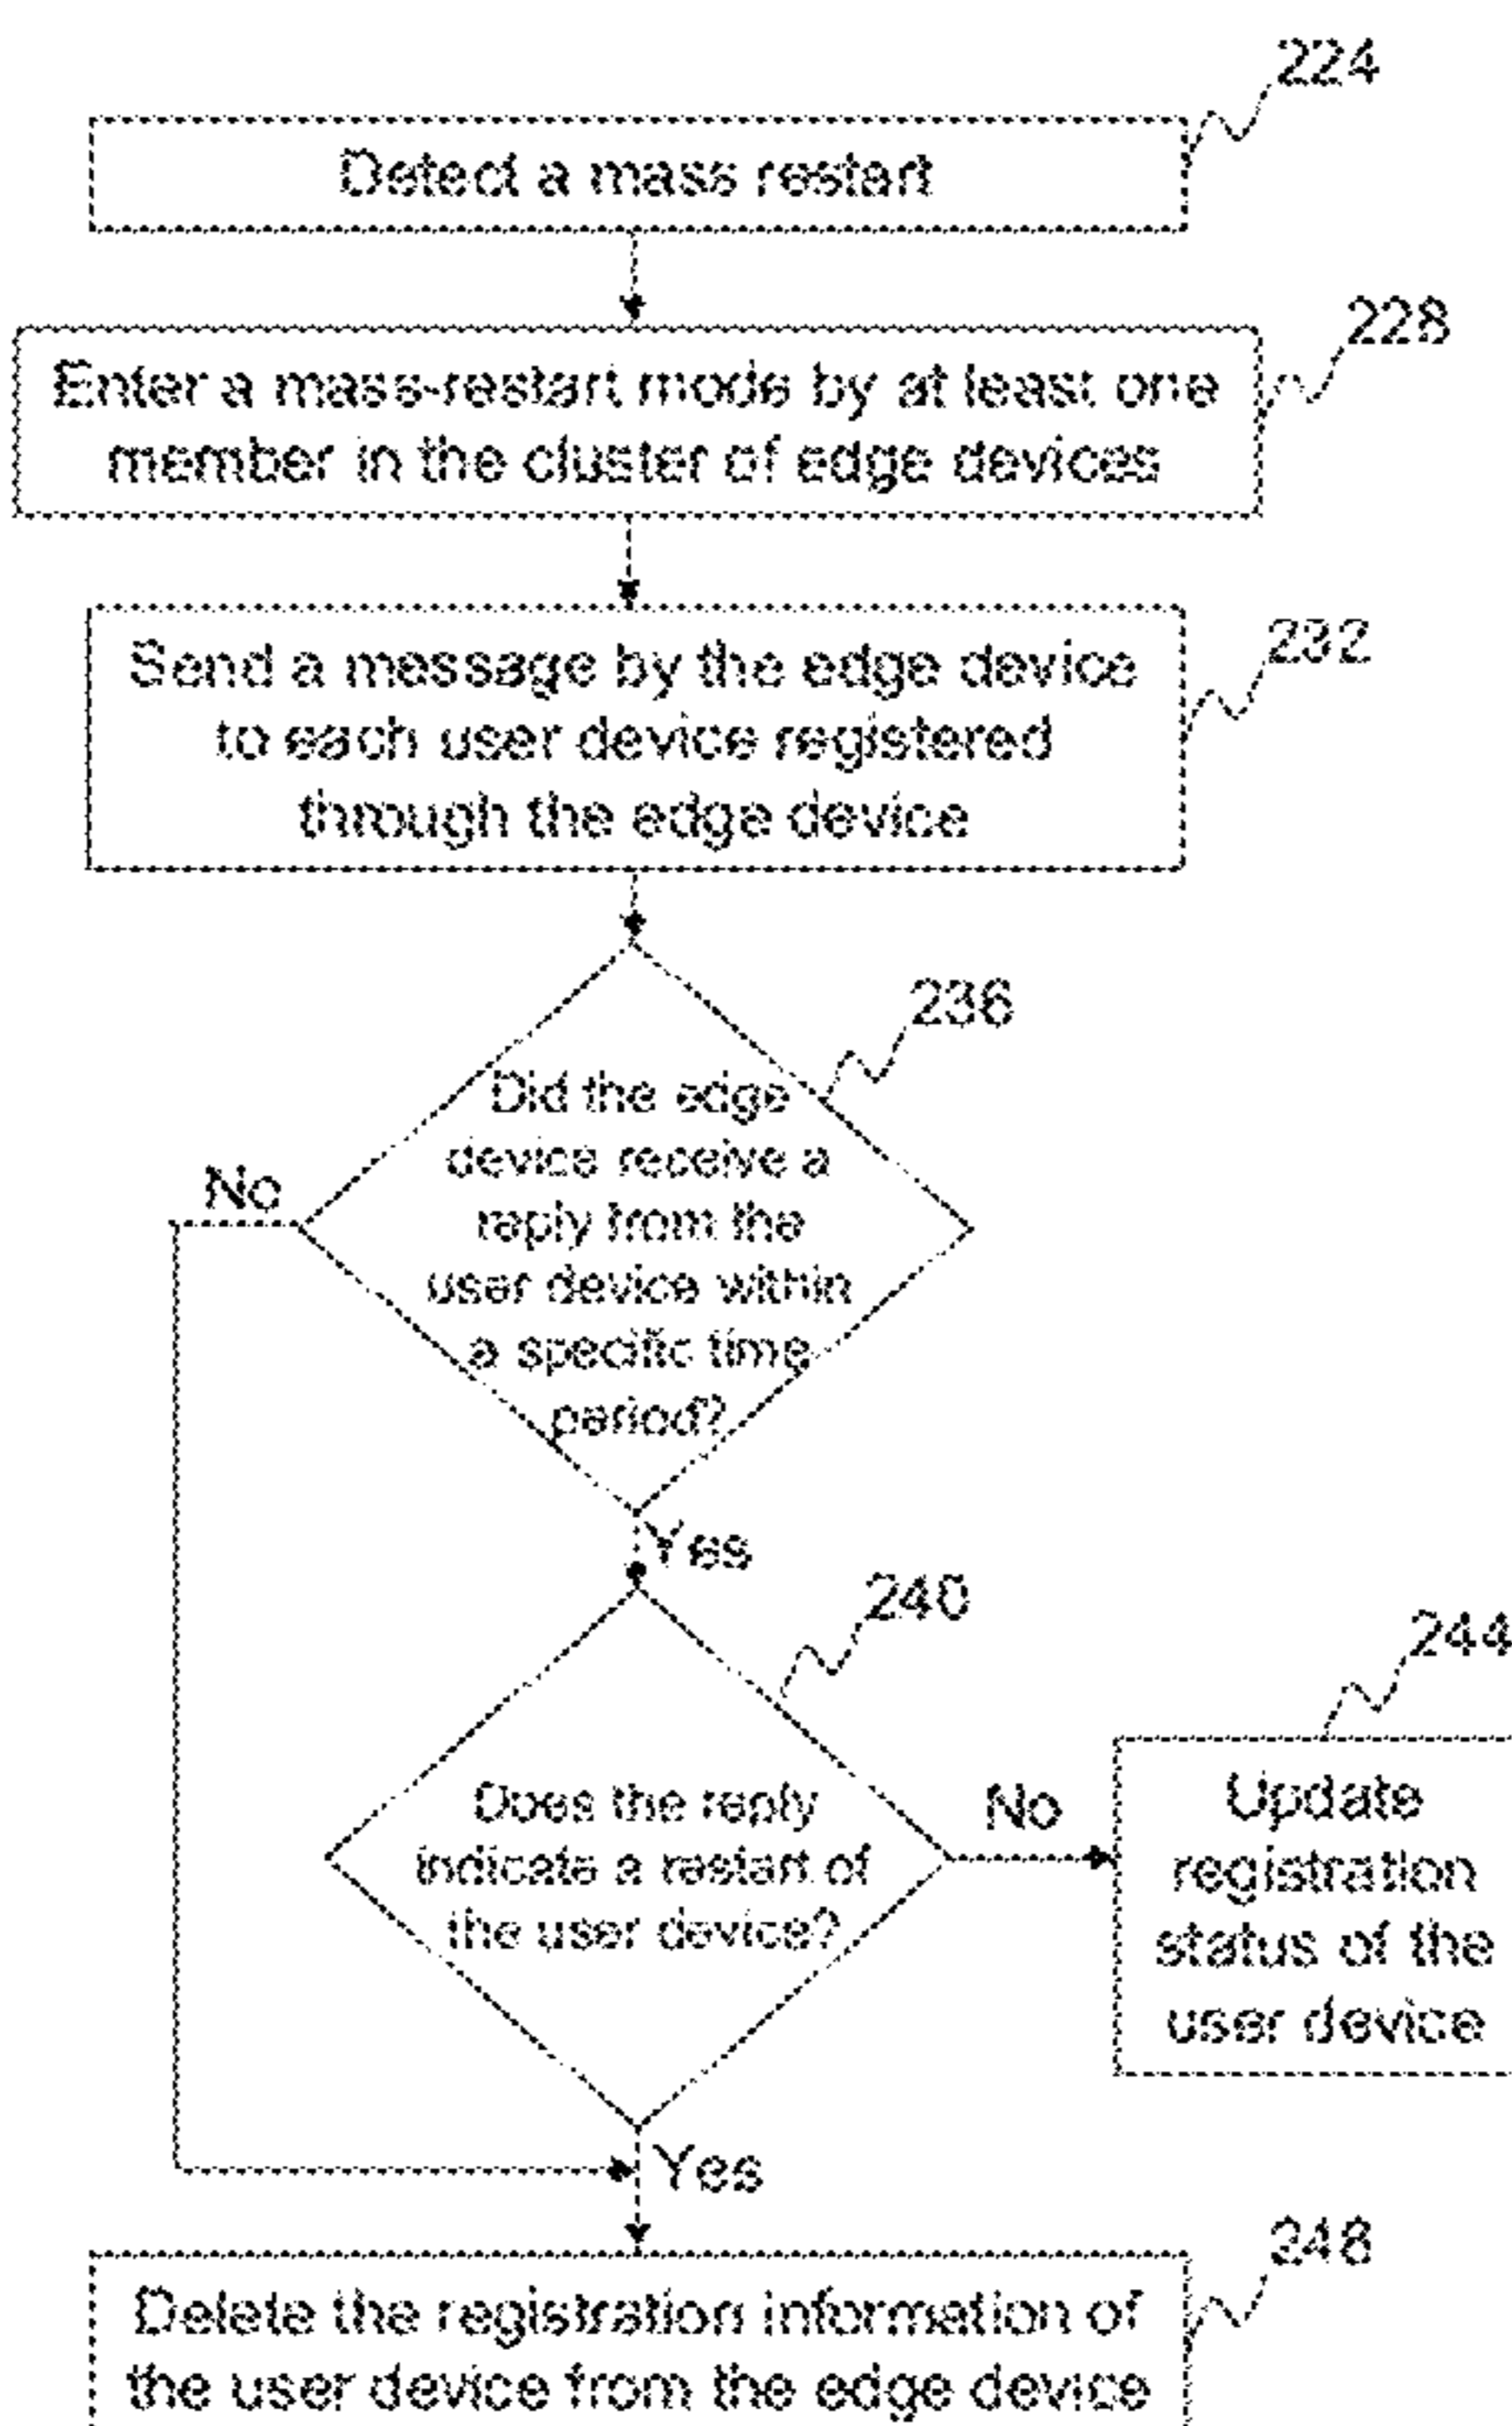 224
Detect a mass restart
228
Enter a mass-restart mode by at least one
member in the cluster of edge devices
232
Send a message by the edge device
to each user device registered
through the edge device
236
Did the edge
device receive a
reply from the
user device within
a specific time
period?
No
Yes
240
Does the reply
indicate a restart of
the user device?
No
244
Update
registration
status of the
user device
Yes
248
Delete the registration information of
the user device from the edge device